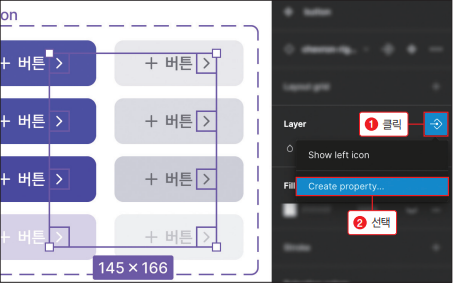 on
+ 버튼 >
+ 버튼 >
+ 버튼 >
+ 버튼 >
+ 버튼 >
+ 버튼 >
+ 버튼 >
+ 버튼 >
145 × 166
button
Layout grid
Layer
1 클릭
Show left icon
Fill
Create property...
2 선택
Stroke